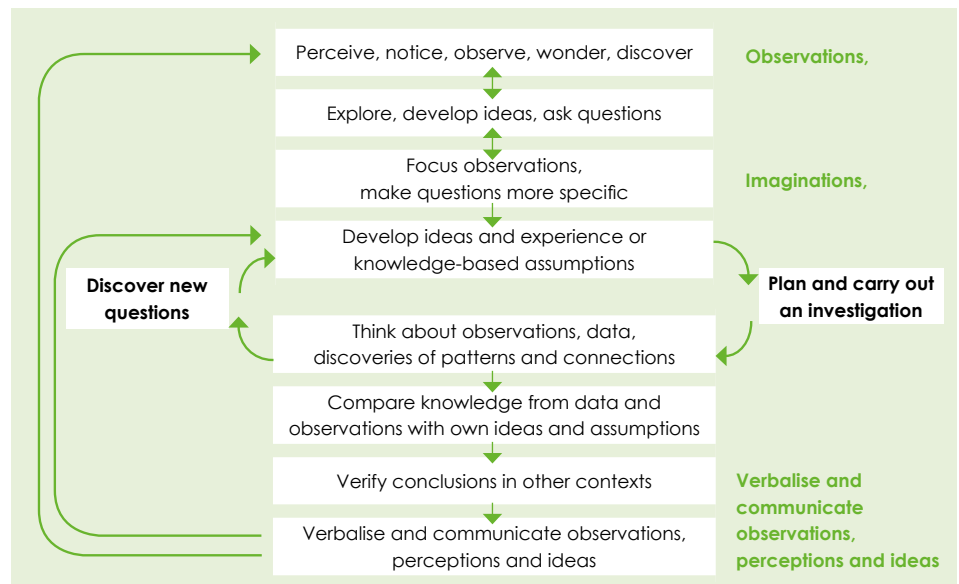 Perceive, notice, observe, wonder, discover
Observations,
Explore, develop ideas, ask questions
Focus observations,
make questions more specific
Imaginations,
Develop ideas and experience or
knowledge-based assumptions
Discover new
questions
Plan and carry out
an investigation
Think about observations, data,
discoveries of patterns and connections
Compare knowledge from data and
observations with own ideas and assumptions
Verify conclusions in other contexts
Verbalise and communicate observations,
perceptions and ideas
Verbalise and
communicate
observations,
perceptions and ideas